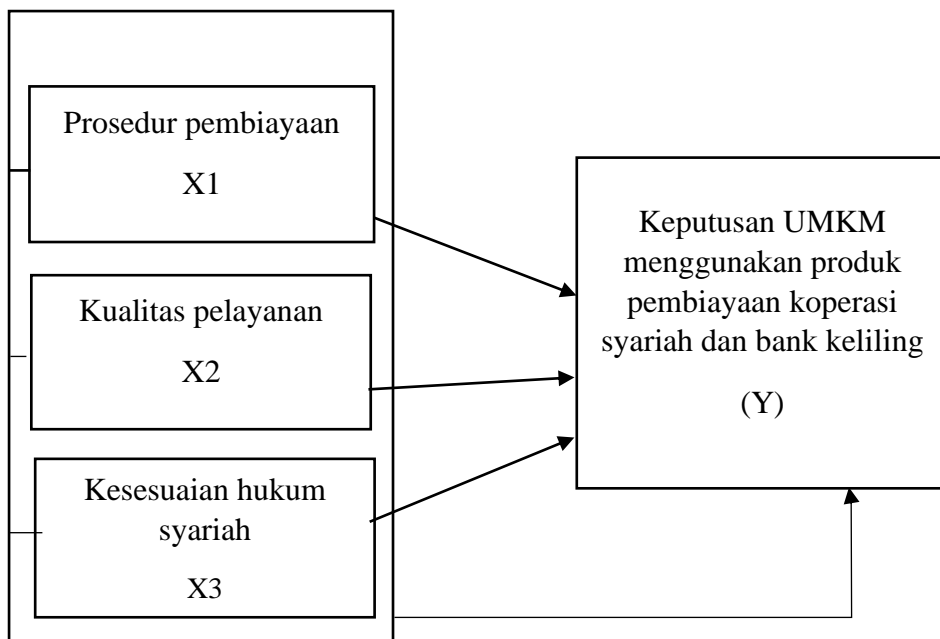 Prosedur pembiayaan
X1
Kualitas pelayanan
X2
Kesesuaian hukum
syariah
X3
Keputusan UMKM
menggunakan produk
pembiayaan koperasi
syariah dan bank keliling
(Y)